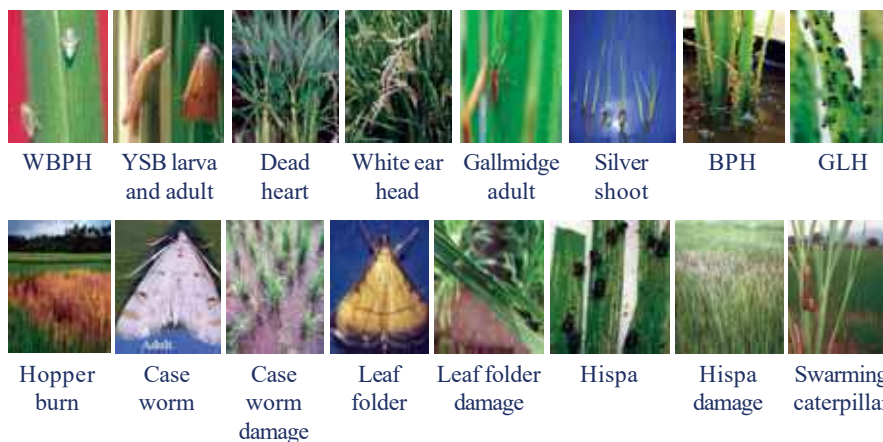 WBPH
YSB larva
and adult
Dead
heart
White ear
head
Gallmidge
adult
Silver
shoot
BPH
GLH
Adult
Hopper
burn
Case
worm
Case
worm
damage
Leaf
folder
Leaf folder
damage
Hispa
Hispa
damage
Swarming
caterpillar